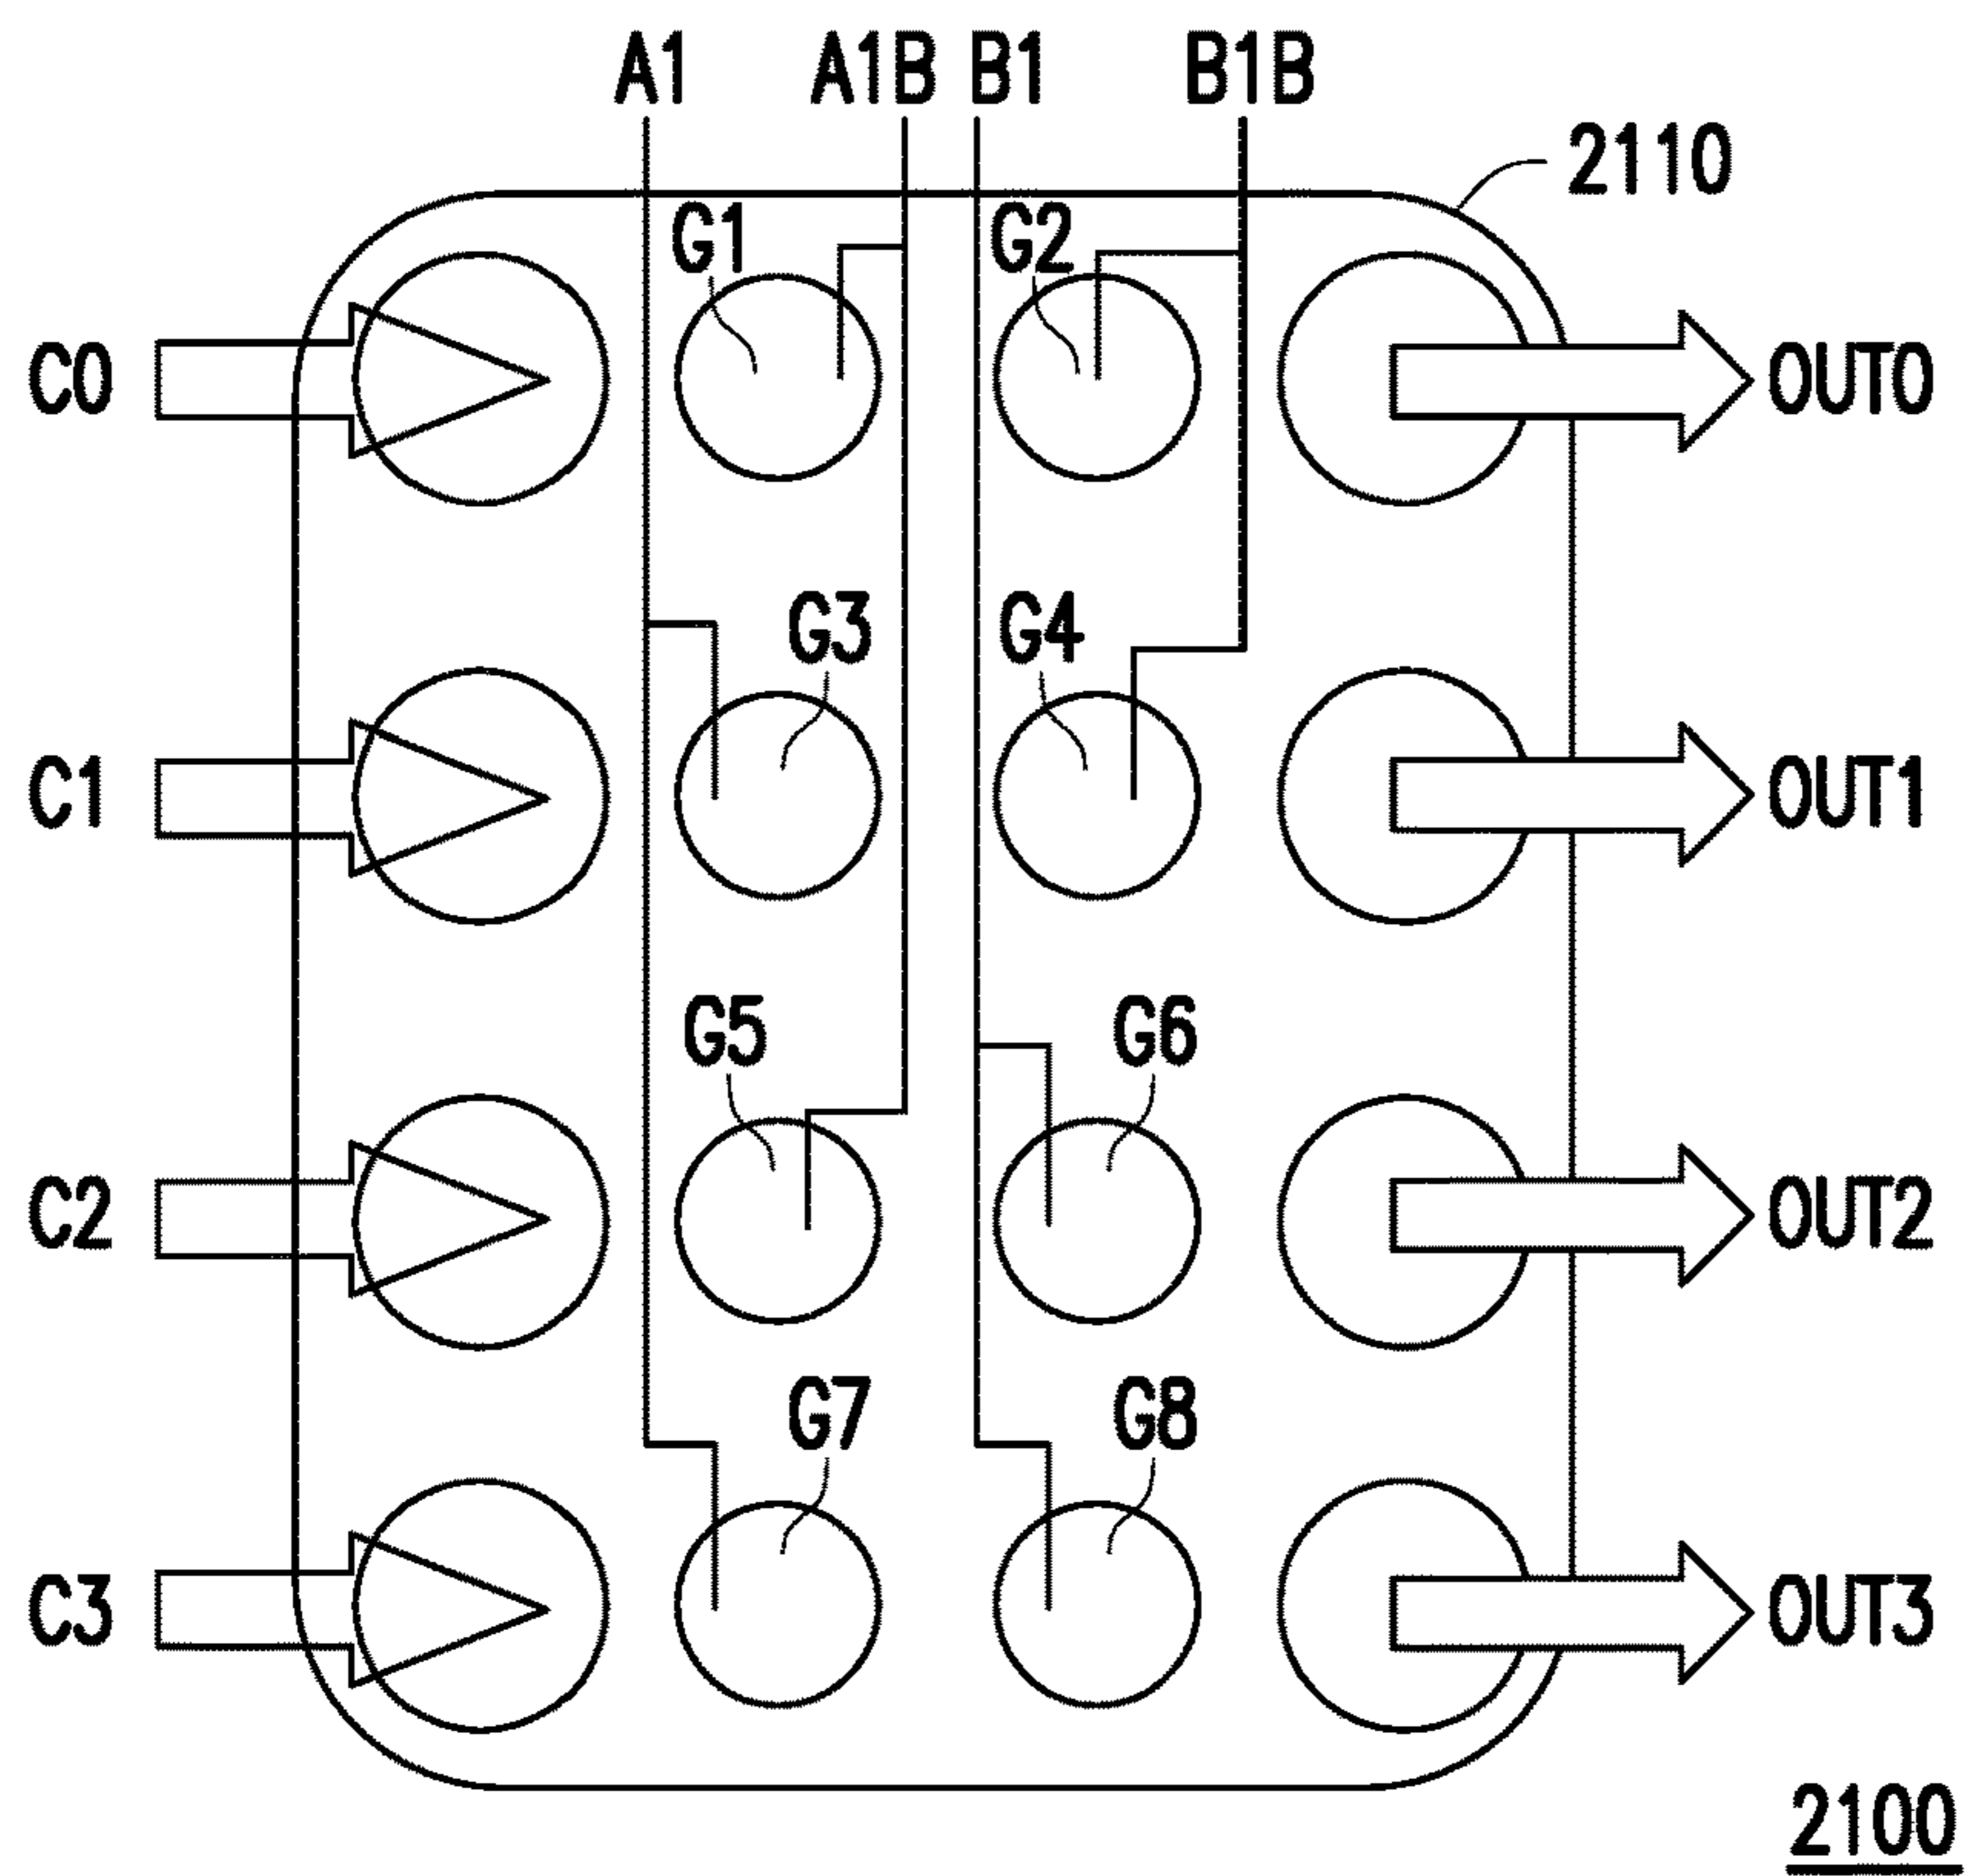 A1 A1B B1 B1B
2110
G1 G2
C0 OUT0
G3 G4
C1 OUT1
G5 G6
C2 OUT2
G7 G8
C3 OUT3
2100